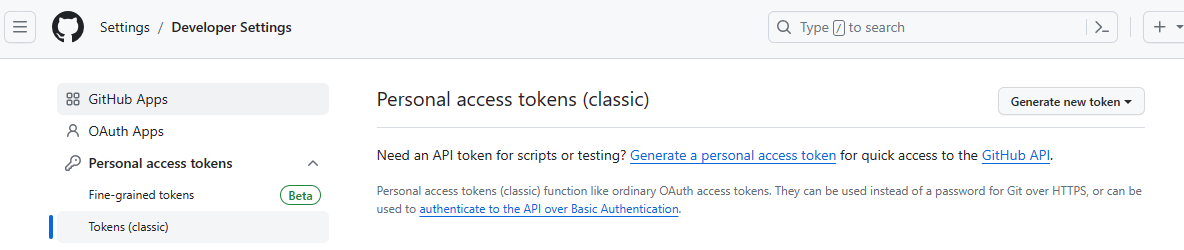 Settings / Developer Settings
Type / to search
GitHub Apps
OAuth Apps
Personal access tokens
Fine-grained tokens Beta
Tokens (classic)
Personal access tokens (classic)
Generate new token
Need an API token for scripts or testing? Generate a personal access token for quick access to the GitHub API.
Personal access tokens (classic) function like ordinary OAuth access tokens. They can be used instead of a password for Git over HTTPS, or can be
used to authenticate to the API over Basic Authentication.